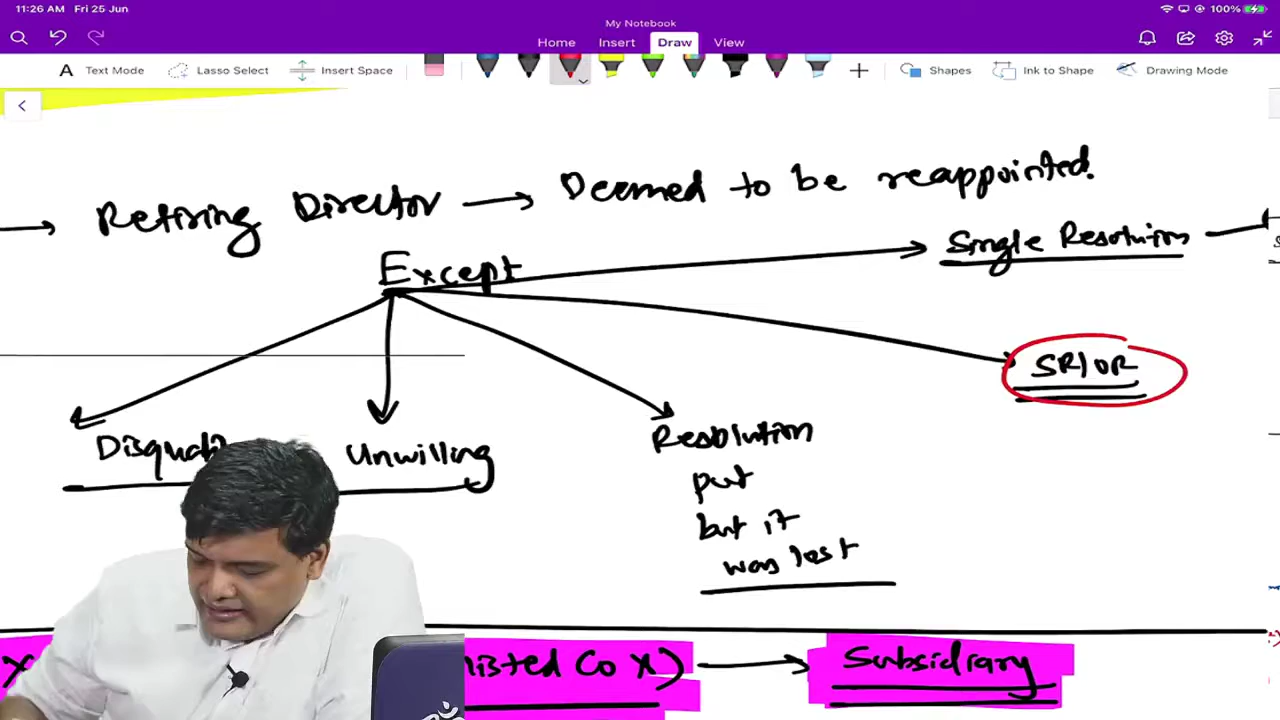 11:26 AM Fri 25 Jun
100%
My Notebook
Home Insert Draw View
Text Mode Lasso Select Insert Space Shapes Ink to Shape Drawing Mode
Retiring Director → Deemed to be reappointed.
Except
Single Resolution
SR/OR
Unwilling
Resolution
put
but it
was lost
Co X) → Subsidiary